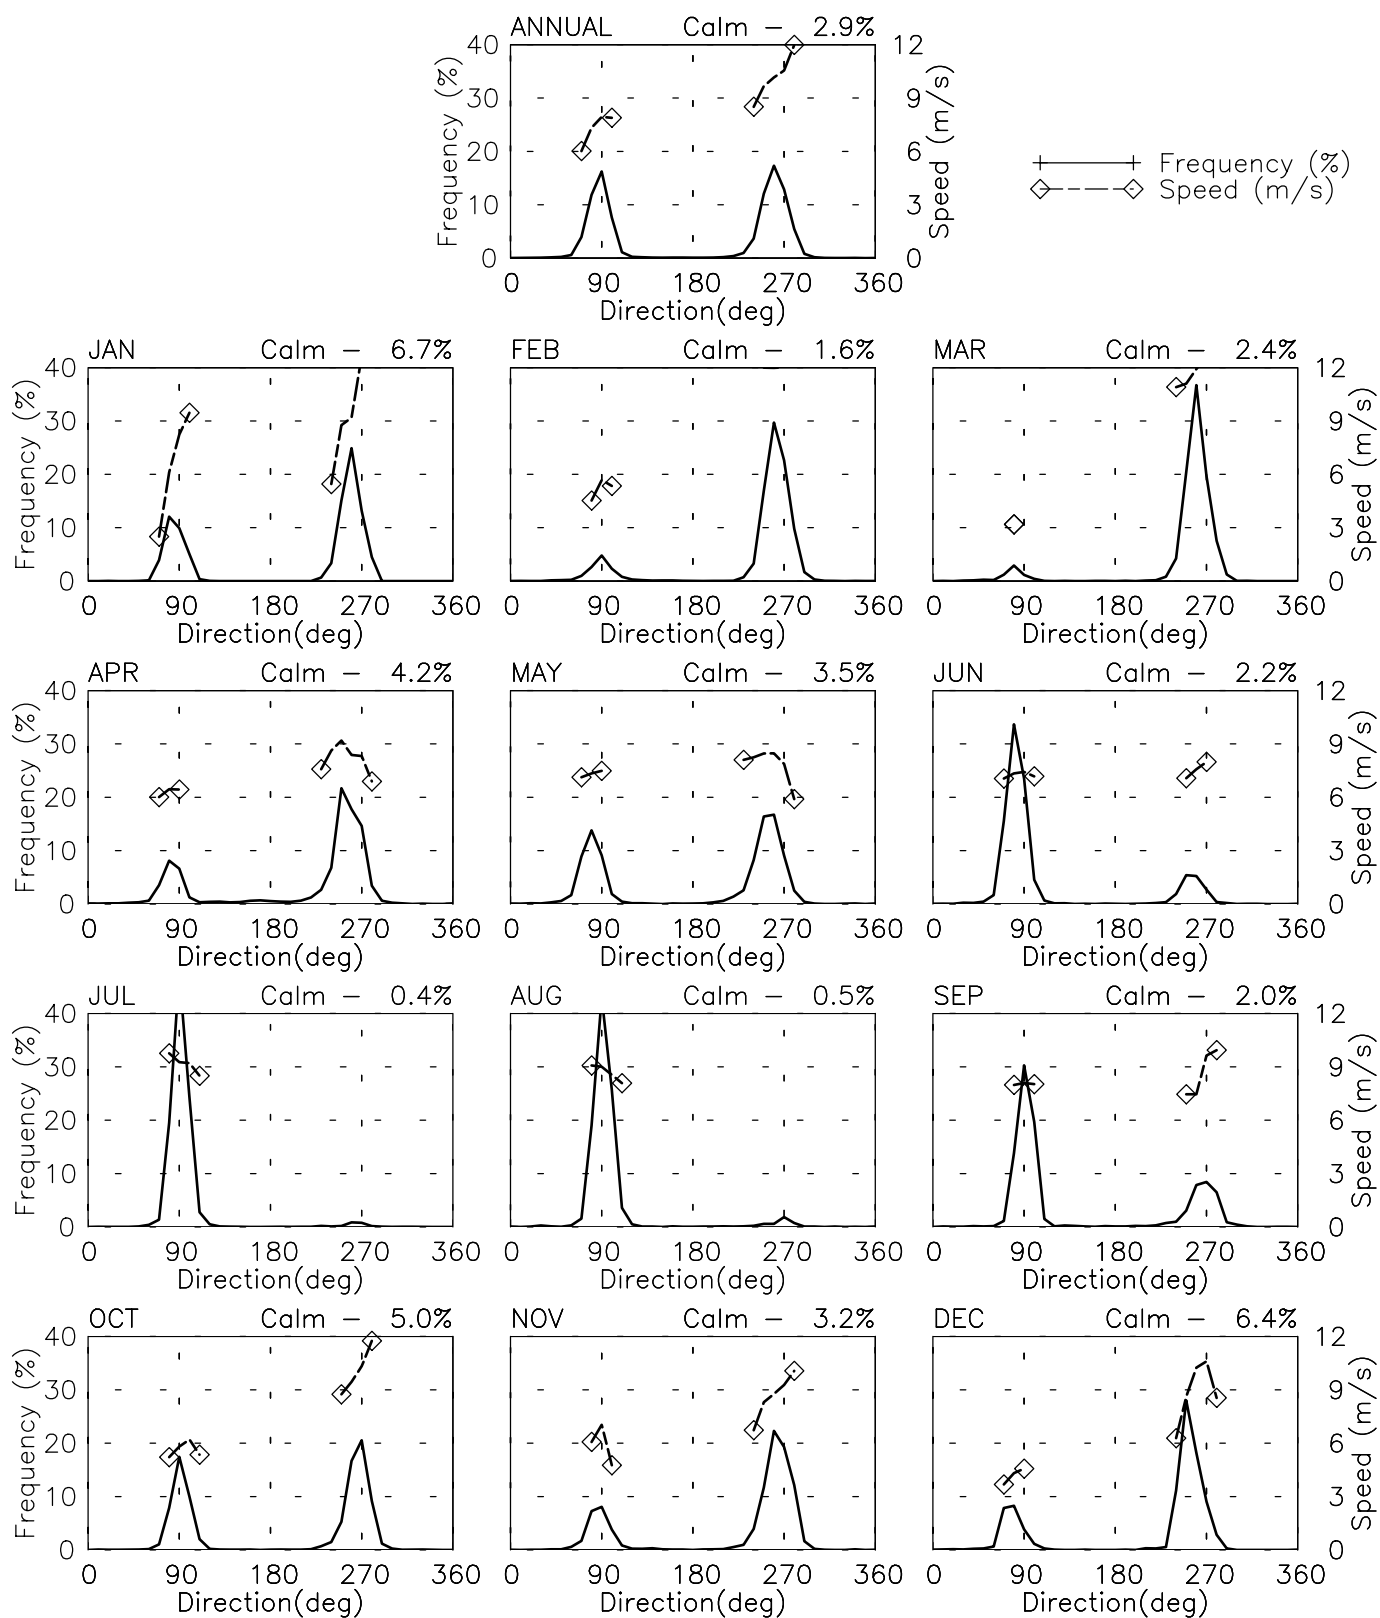 ANNUAL Calm – 2.9%
40 12
30 9
20 6
10 3
0 0
Frequency (%)
Speed (m/s)
0 90 180 270 360
Direction(deg)
Frequency (%)
Speed (m/s)
JAN Calm – 6.7% FEB Calm – 1.6% MAR Calm – 2.4%
40 12
30 9
20 6
10 3
0 0
Frequency (%)
Speed (m/s)
0 90 180 270 360 0 90 180 270 360 0 90 180 270 360
Direction(deg) Direction(deg) Direction(deg)
APR Calm – 4.2% MAY Calm – 3.5% JUN Calm – 2.2%
40 12
30 9
20 6
10 3
0 0
Frequency (%)
Speed (m/s)
0 90 180 270 360 0 90 180 270 360 0 90 180 270 360
Direction(deg) Direction(deg) Direction(deg)
JUL Calm – 0.4% AUG Calm – 0.5% SEP Calm – 2.0%
40 12
30 9
20 6
10 3
0 0
Frequency (%)
Speed (m/s)
0 90 180 270 360 0 90 180 270 360 0 90 180 270 360
Direction(deg) Direction(deg) Direction(deg)
OCT Calm – 5.0% NOV Calm – 3.2% DEC Calm – 6.4%
40 12
30 9
20 6
10 3
0 0
Frequency (%)
Speed (m/s)
0 90 180 270 360 0 90 180 270 360 0 90 180 270 360
Direction(deg) Direction(deg) Direction(deg)